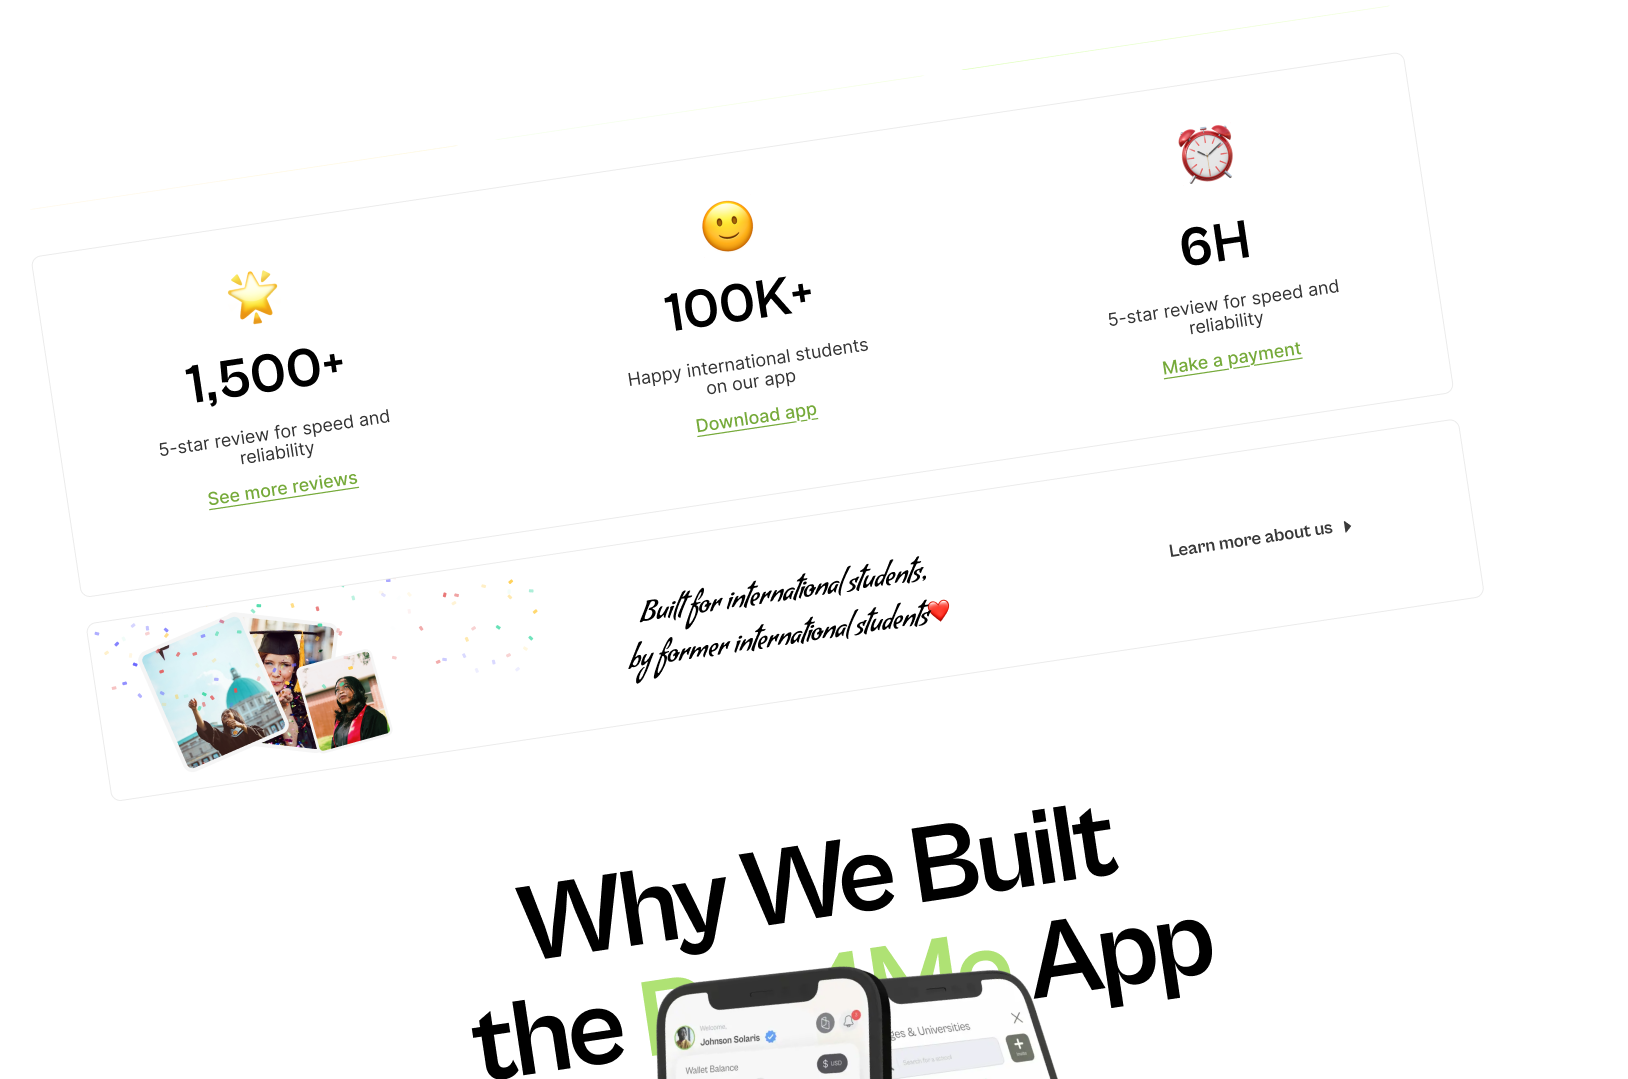 1,500+
5-star review for speed and
reliability
See more reviews
100K+
Happy international students
on our app
Download app
6H
5-star review for speed and
reliability
Make a payment
Built for international students,
by former international students
Learn more about us
Why We Built
the App
Welcome,
Johnson Solaris
Wallet Balance
$ USD
& Universities
Search for a school